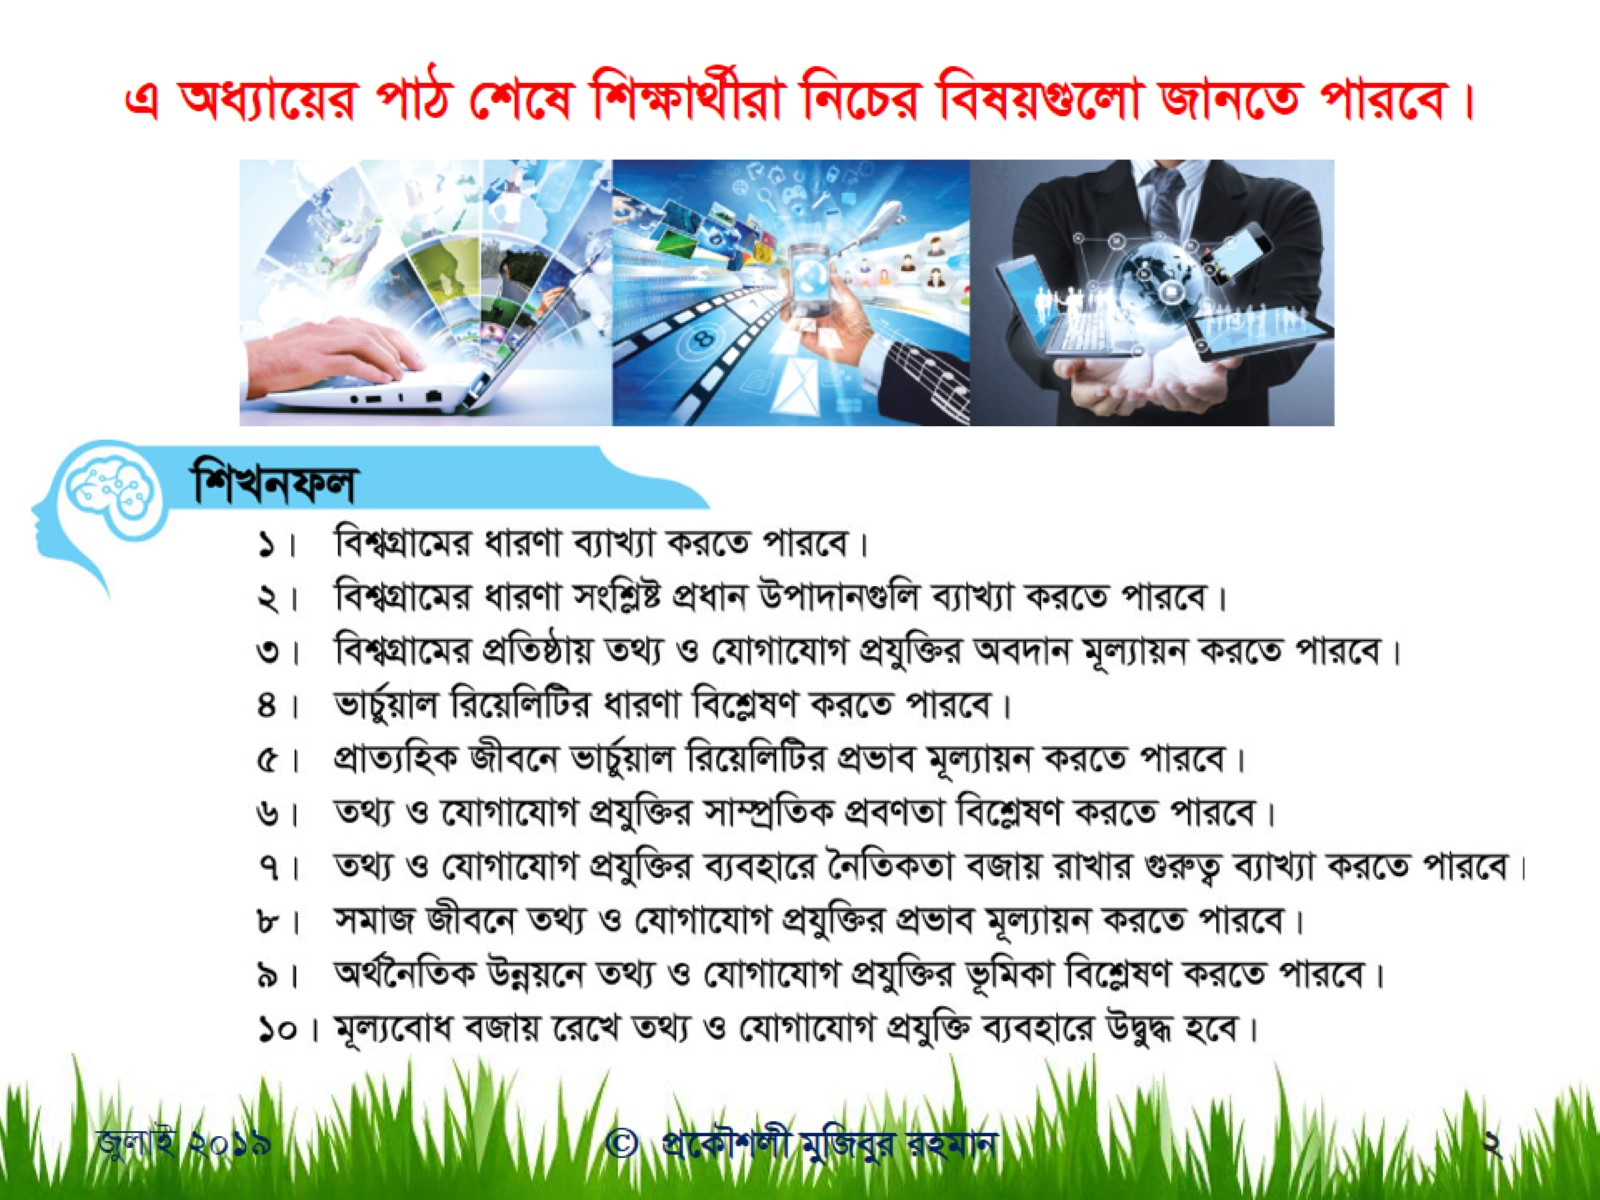 এ অধ্যায়ের পাঠ শেষে শিক্ষার্থীরা নিচের বিষয়গুলো জানতে পারবে।
8
শিখনফল
১। বিশ্বগ্রামের ধারণা ব্যাখ্যা করতে পারবে।
২। বিশ্বগ্রামের ধারণা সংশ্লিষ্ট প্রধান উপাদানগুলি ব্যাখ্যা করতে পারবে।
৩। বিশ্বগ্রামের প্রতিষ্ঠায় তথ্য ও যোগাযোগ প্রযুক্তির অবদান মূল্যায়ন করতে পারবে।
৪। ভার্চুয়াল রিয়েলিটির ধারণা বিশ্লেষণ করতে পারবে।
৫। প্রাত্যহিক জীবনে ভার্চুয়াল রিয়েলিটির প্রভাব মূল্যায়ন করতে পারবে।
৬। তথ্য ও যোগাযোগ প্রযুক্তির সাম্প্রতিক প্রবণতা বিশ্লেষণ করতে পারবে।
৭। তথ্য ও যোগাযোগ প্রযুক্তির ব্যবহারে নৈতিকতা বজায় রাখার গুরুত্ব ব্যাখ্যা করতে পারবে।
৮। সমাজ জীবনে তথ্য ও যোগাযোগ প্রযুক্তির প্রভাব মূল্যায়ন করতে পারবে।
৯। অর্থনৈতিক উন্নয়নে তথ্য ও যোগাযোগ প্রযুক্তির ভূমিকা বিশ্লেষণ করতে পারবে।
১০। মূল্যবোধ বজায় রেখে তথ্য ও যোগাযোগ প্রযুক্তি ব্যবহারে উদ্বুদ্ধ হবে।
জুলাই ২০১৯ © প্রকৌশলী মুজিবুর রহমান ২